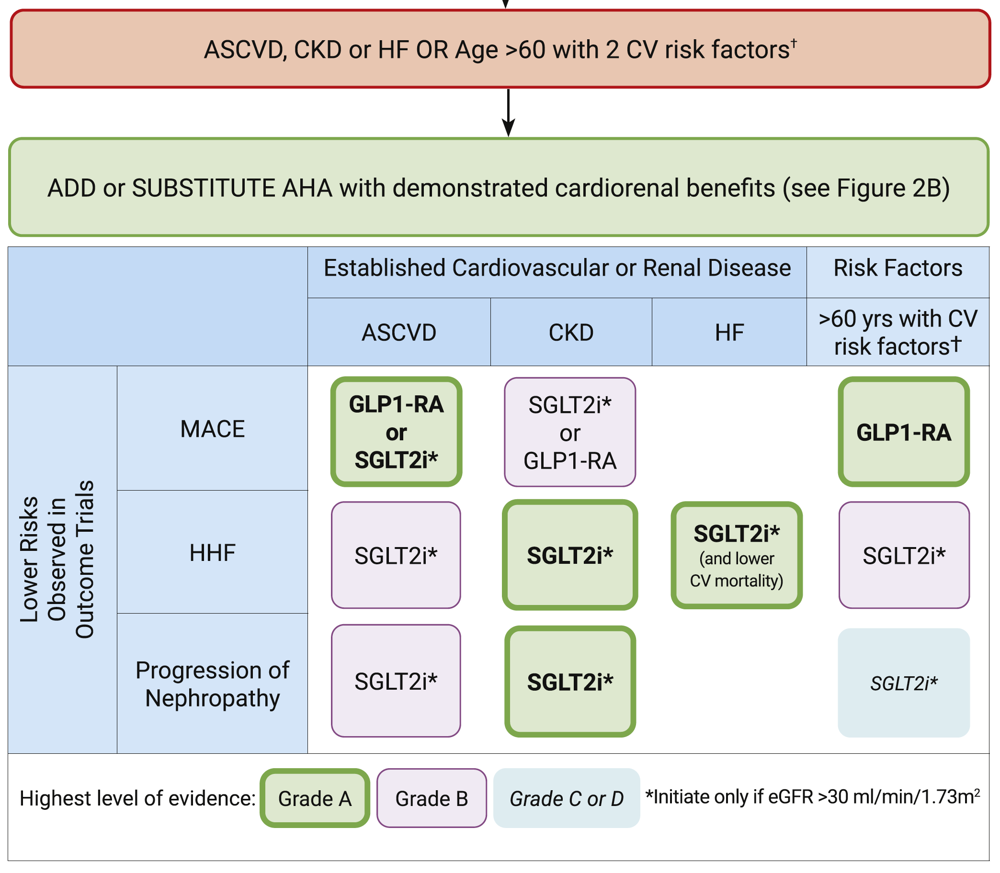 ASCVD, CKD or HF OR Age >60 with 2 CV risk factors†
ADD or SUBSTITUTE AHA with demonstrated cardiorenal benefits (see Figure 2B)
Established Cardiovascular or Renal Disease
Risk Factors
ASCVD
CKD
HF
>60 yrs with CV
risk factors†
Lower Risks
Observed in
Outcome Trials
MACE
GLP1-RA
or
SGLT2i*
SGLT2i*
or
GLP1-RA
GLP1-RA
HHF
SGLT2i*
SGLT2i*
SGLT2i*
(and lower
CV mortality)
SGLT2i*
Progression of
Nephropathy
SGLT2i*
SGLT2i*
SGLT2i*
Highest level of evidence:
Grade A
Grade B
Grade C or D
*Initiate only if eGFR >30 ml/min/1.73m²